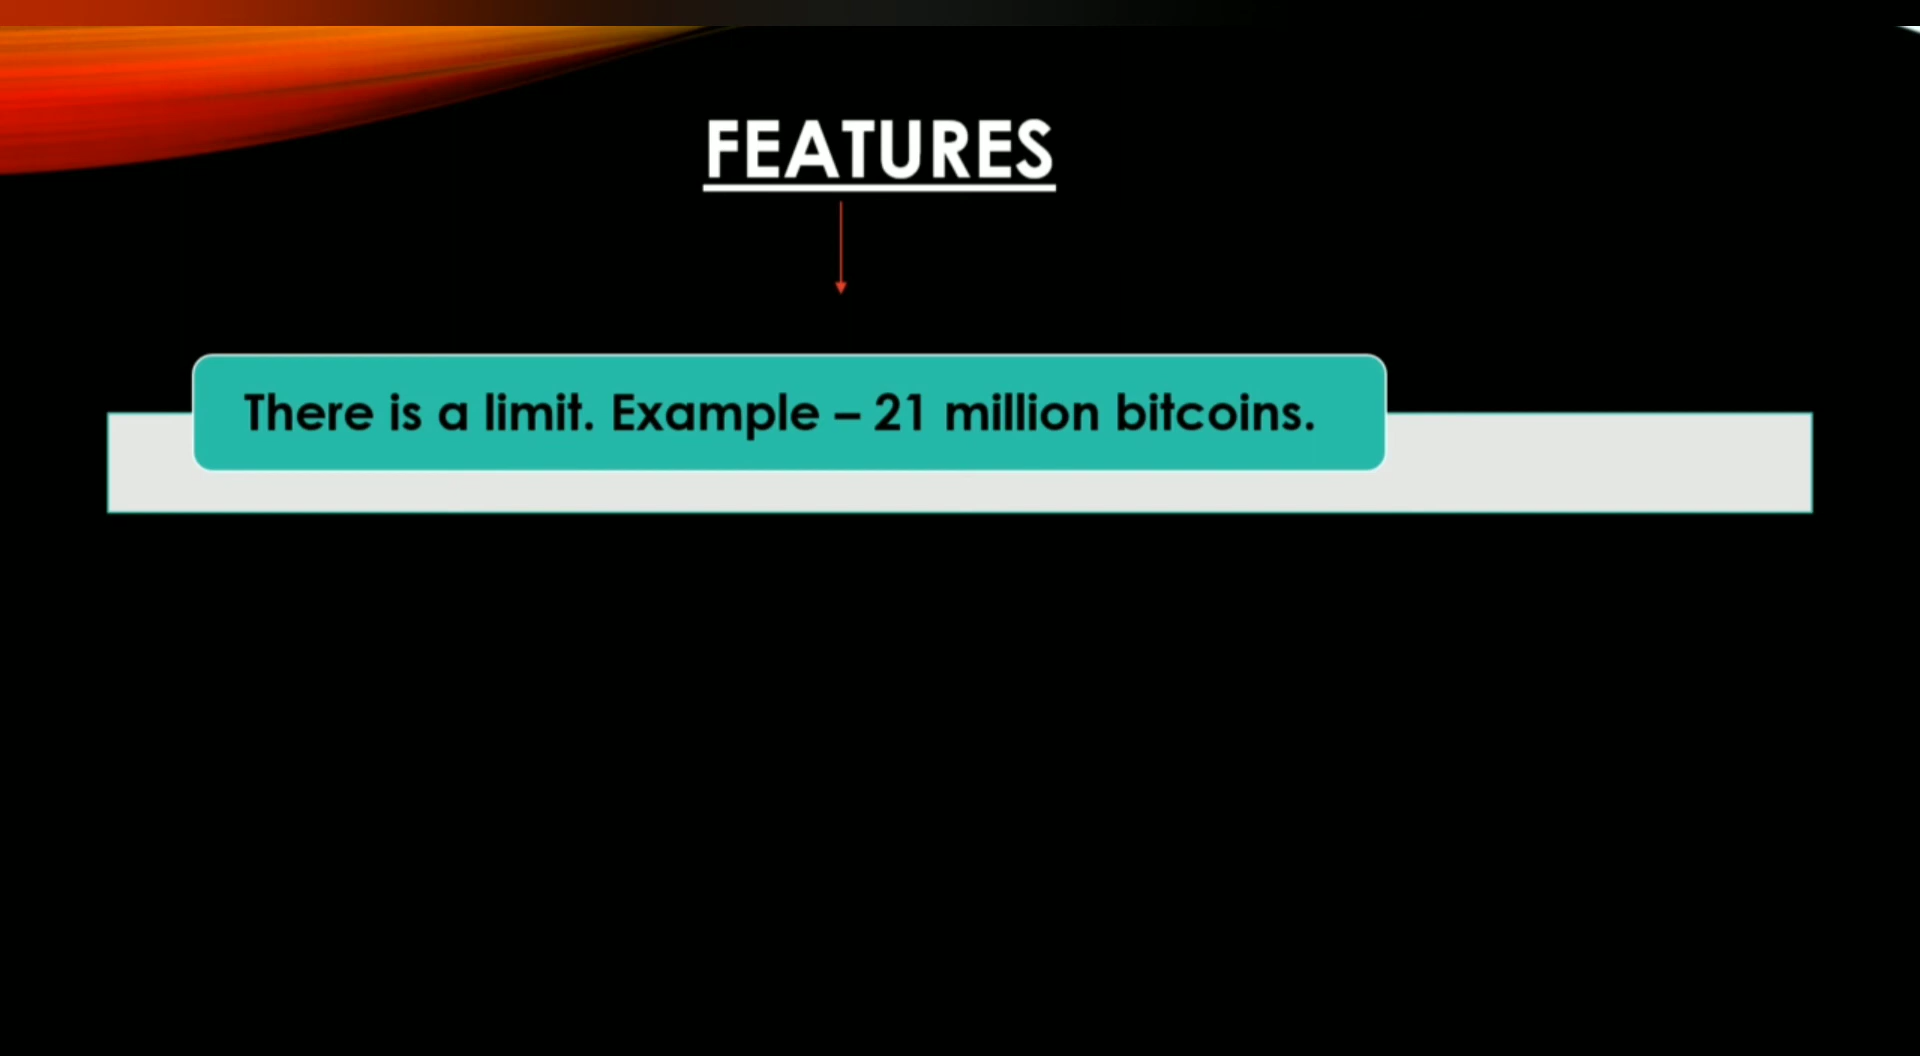 FEATURES
There is a limit. Example – 21 million bitcoins.